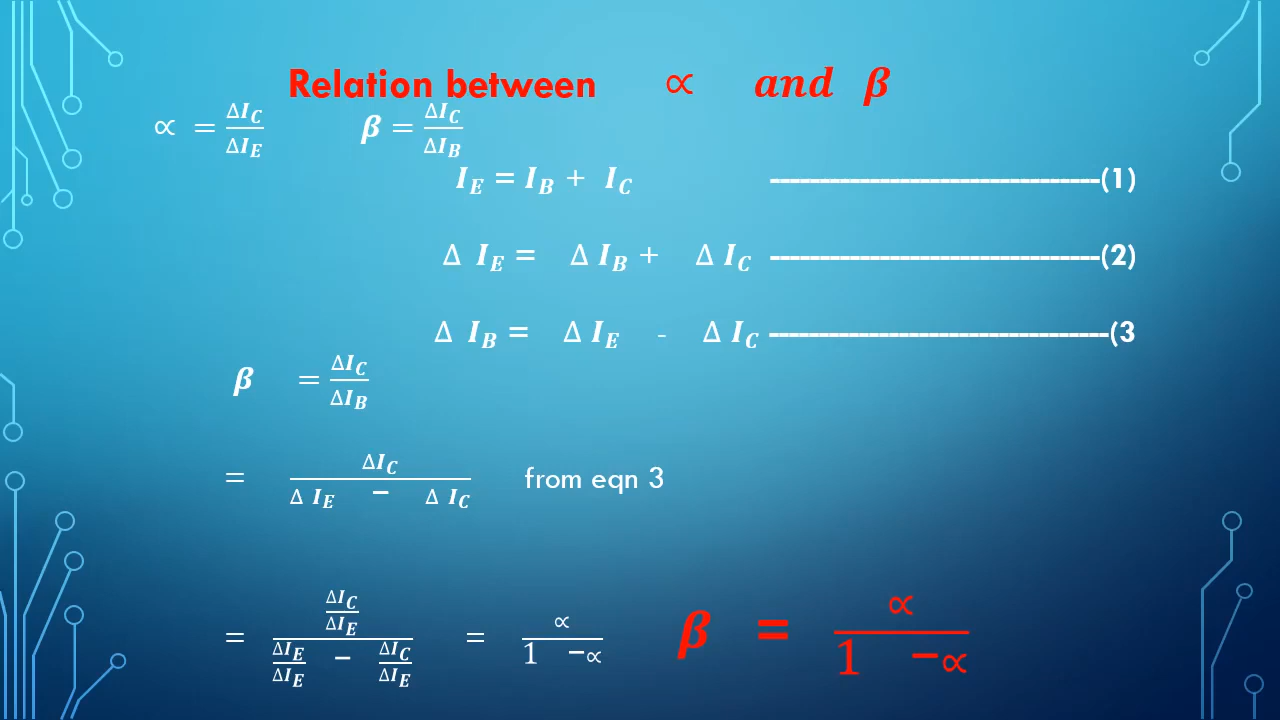 Relation between ∝ and β
∝ = ΔI_C/ΔI_E β = ΔI_C/ΔI_B
I_E = I_B + I_C ---------------------------------(1)
Δ I_E = Δ I_B + Δ I_C ---------------------------------(2)
Δ I_B = Δ I_E - Δ I_C ----------------------------------(3
β = ΔI_C/ΔI_B
= ΔI_C/(Δ I_E − Δ I_C) from eqn 3
= (ΔI_C/ΔI_E)/(ΔI_E/ΔI_E − ΔI_C/ΔI_E) = ∝/(1 −∝) β = ∝/(1 −∝)